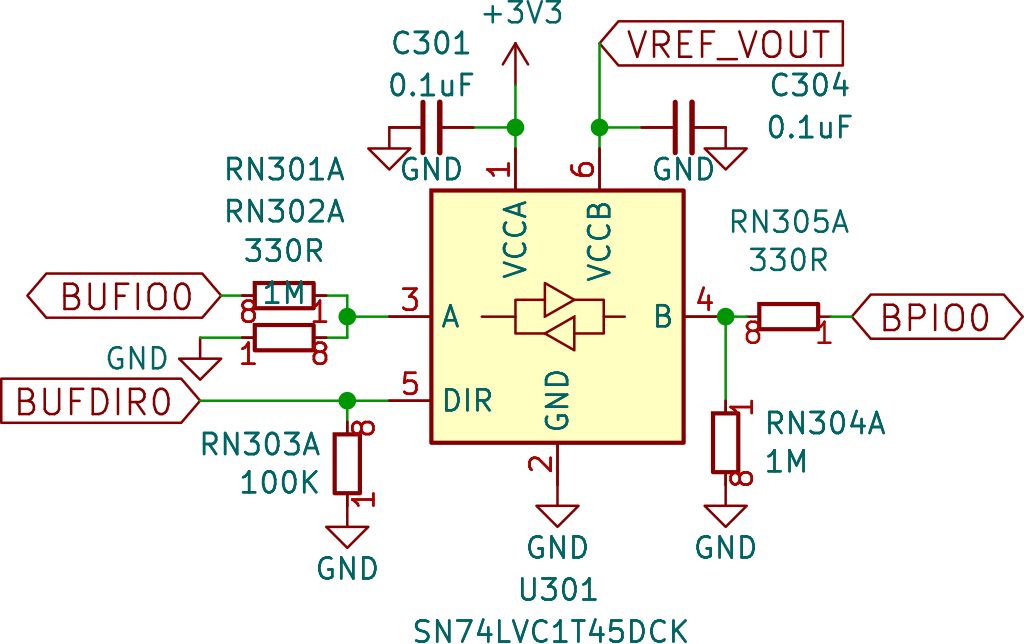 +3V3
C301
0.1uF
VREF_VOUT
C304
0.1uF
GND
GND
1
6
RN301A
RN302A
330R
1M
VCCA
VCCB
RN305A
330R
BUFIO0
8
1
3
A
B
4
8
1
BPIO0
GND
1
8
BUFDIR0
5
DIR
GND
8
RN303A
100K
1
GND
2
GND
1
RN304A
1M
8
GND
U301
SN74LVC1T45DCK